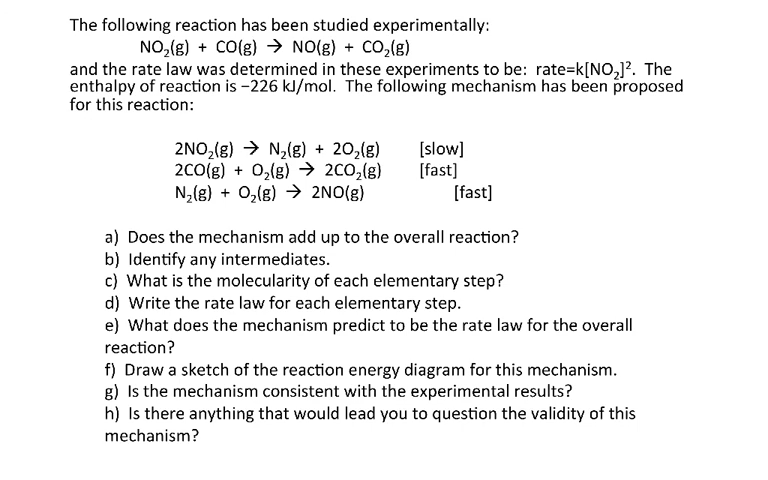 The following reaction has been studied experimentally:
NO₂(g) + CO(g) → NO(g) + CO₂(g)
and the rate law was determined in these experiments to be: rate=k[NO₂]². The
enthalpy of reaction is −226 kJ/mol. The following mechanism has been proposed
for this reaction:
2NO₂(g) → N₂(g) + 2O₂(g) [slow]
2CO(g) + O₂(g) → 2CO₂(g) [fast]
N₂(g) + O₂(g) → 2NO(g) [fast]
a) Does the mechanism add up to the overall reaction?
b) Identify any intermediates.
c) What is the molecularity of each elementary step?
d) Write the rate law for each elementary step.
e) What does the mechanism predict to be the rate law for the overall
reaction?
f) Draw a sketch of the reaction energy diagram for this mechanism.
g) Is the mechanism consistent with the experimental results?
h) Is there anything that would lead you to question the validity of this
mechanism?